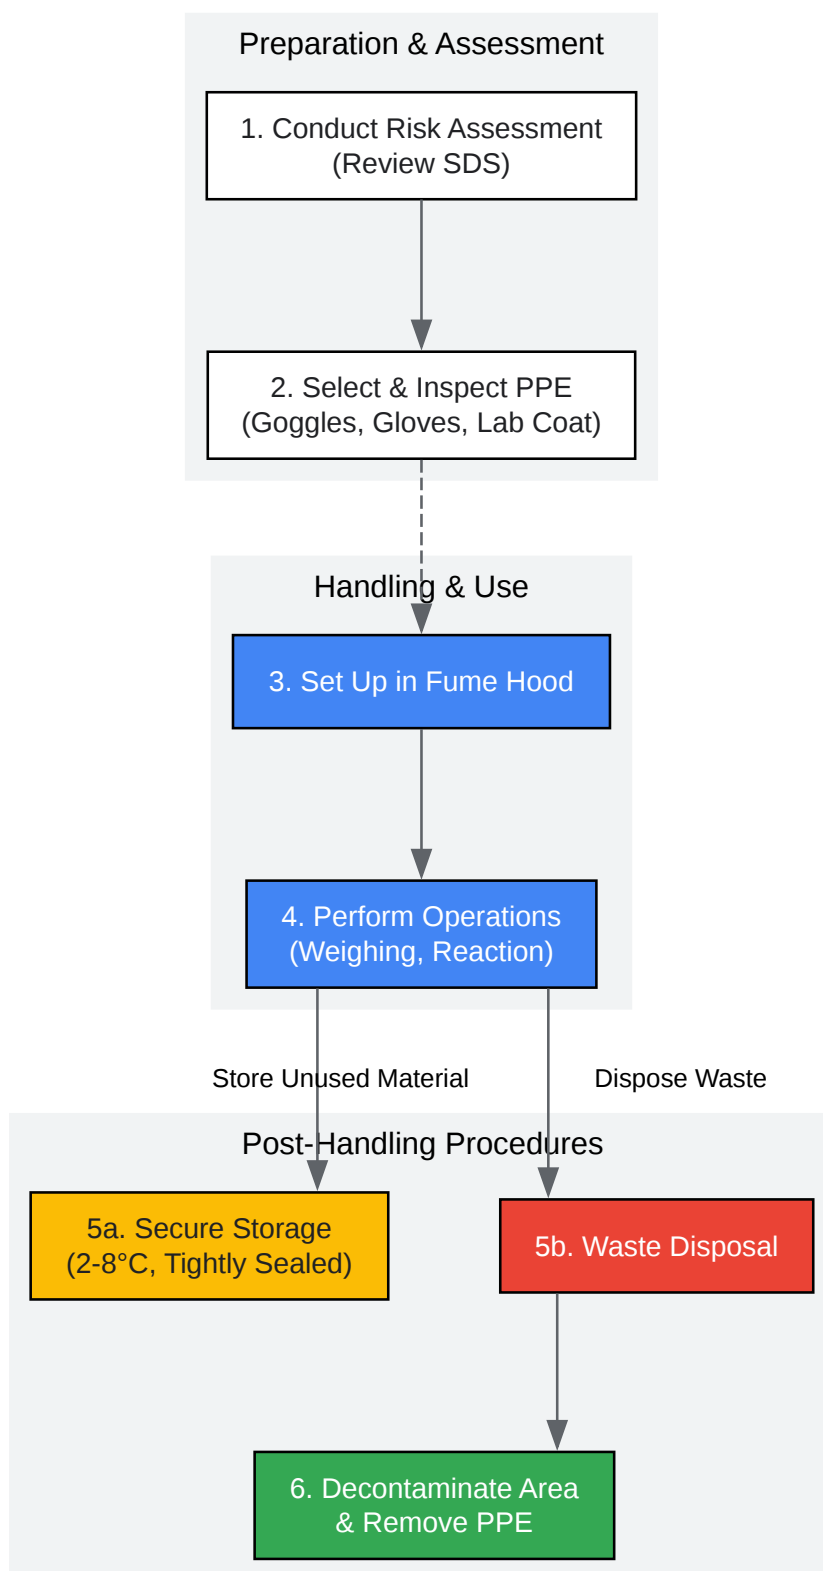 Preparation & Assessment
1. Conduct Risk Assessment
(Review SDS)
2. Select & Inspect PPE
(Goggles, Gloves, Lab Coat)
Handling & Use
3. Set Up in Fume Hood
4. Perform Operations
(Weighing, Reaction)
Store Unused Material
Dispose Waste
Post-Handling Procedures
5a. Secure Storage
(2-8°C, Tightly Sealed)
5b. Waste Disposal
6. Decontaminate Area
& Remove PPE